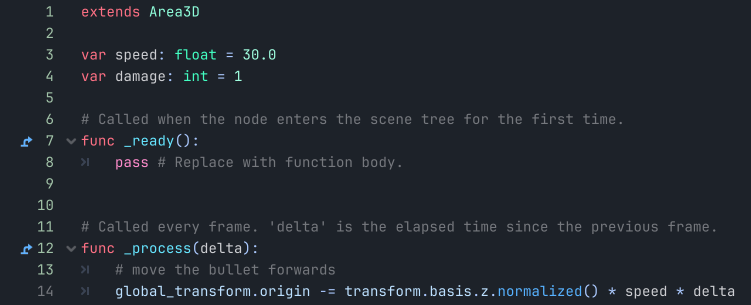 1 extends Area3D
2
3 var speed: float = 30.0
4 var damage: int = 1
5
6 # Called when the node enters the scene tree for the first time.
7 func _ready():
8 pass # Replace with function body.
9
10
11 # Called every frame. 'delta' is the elapsed time since the previous frame.
12 func _process(delta):
13 # move the bullet forwards
14 global_transform.origin -= transform.basis.z.normalized() * speed * delta